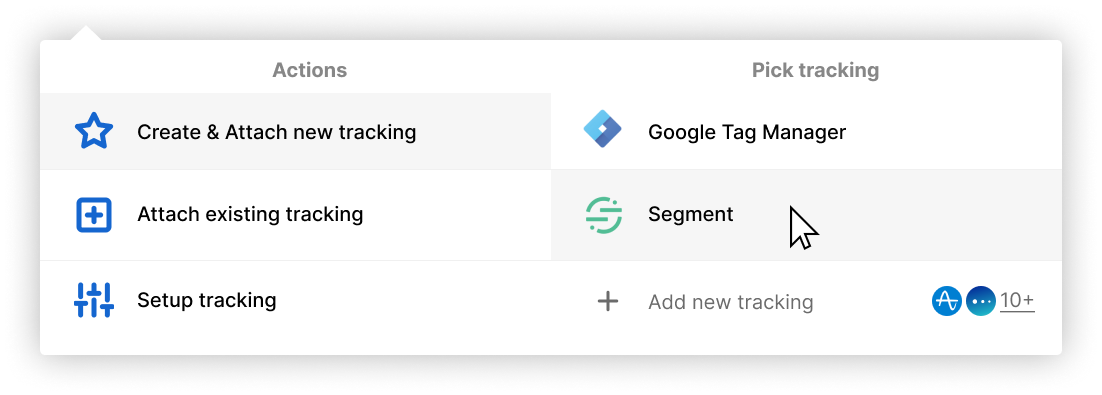 Actions
Pick tracking
Create & Attach new tracking
Google Tag Manager
Attach existing tracking
Segment
Setup tracking
Add new tracking
10+